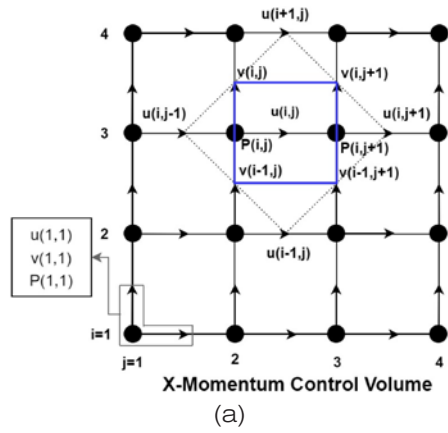 u(i+1,j)
4
v(i,j)
v(i,j+1)
u(i,j-1)
u(i,j)
u(i,j+1)
3
P(i,j)
P(i,j+1)
v(i-1,j)
v(i-1,j+1)
u(1,1)
v(1,1)
P(1,1)
2
u(i-1,j)
i=1
j=1
2
3
4
X-Momentum Control Volume
(a)